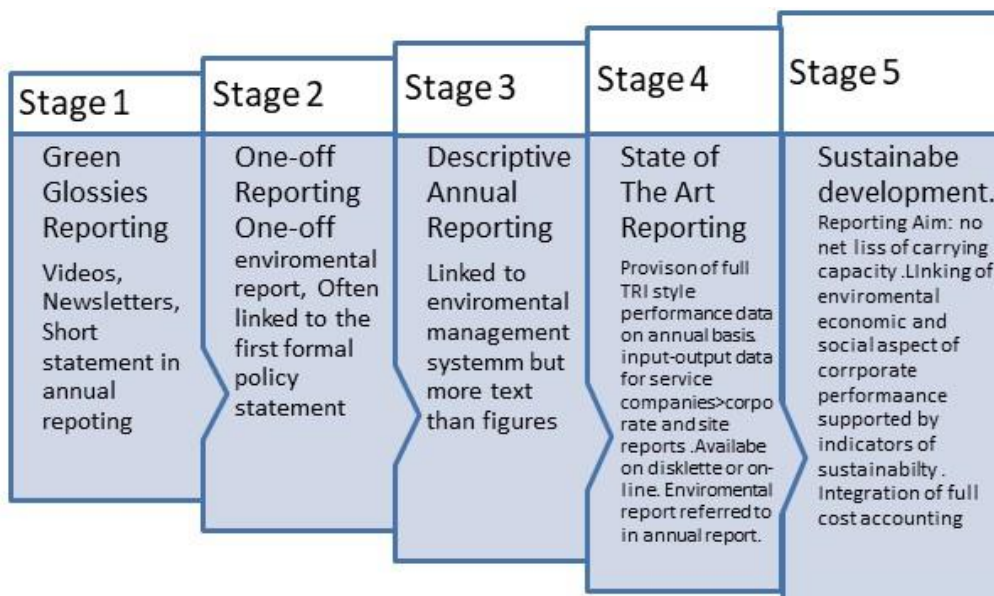 Stage 1
Green
Glossies
Reporting
Videos,
Newsletters,
Short
statement in
annual
repoting
Stage 2
One-off
Reporting
One-off
enviromental
report, Often
linked to the
first formal
policy
statement
Stage 3
Descriptive
Annual
Reporting
Linked to
enviromental
management
systemm but
more text
than figures
Stage 4
State of
The Art
Reporting
Provison of full
TRI style
performance data
on annual basis.
input-output data
for service
companies>corpo
rate and site
reports .Availabe
on disklette or on-
line. Enviromental
report referred to
in annual report.
Stage 5
Sustainabe
development.
Reporting Aim: no
net liss of carrying
capacity .LInking of
enviromental
economic and
social aspect of
corrporate
performaance
supported by
indicators of
sustainabilty .
Integration of full
cost accounting